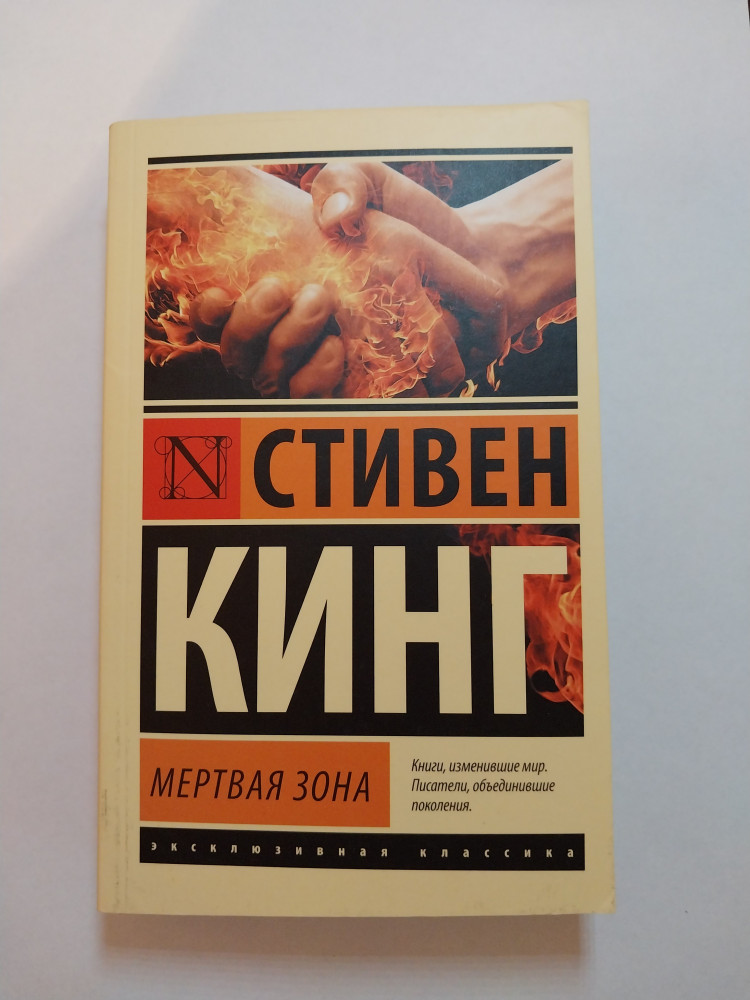 N СТИВЕН
КИНГ
МЕРТВАЯ ЗОНА
Книги, изменившие мир.
Писатели, объединившие
поколения.
эксклюзивная классика